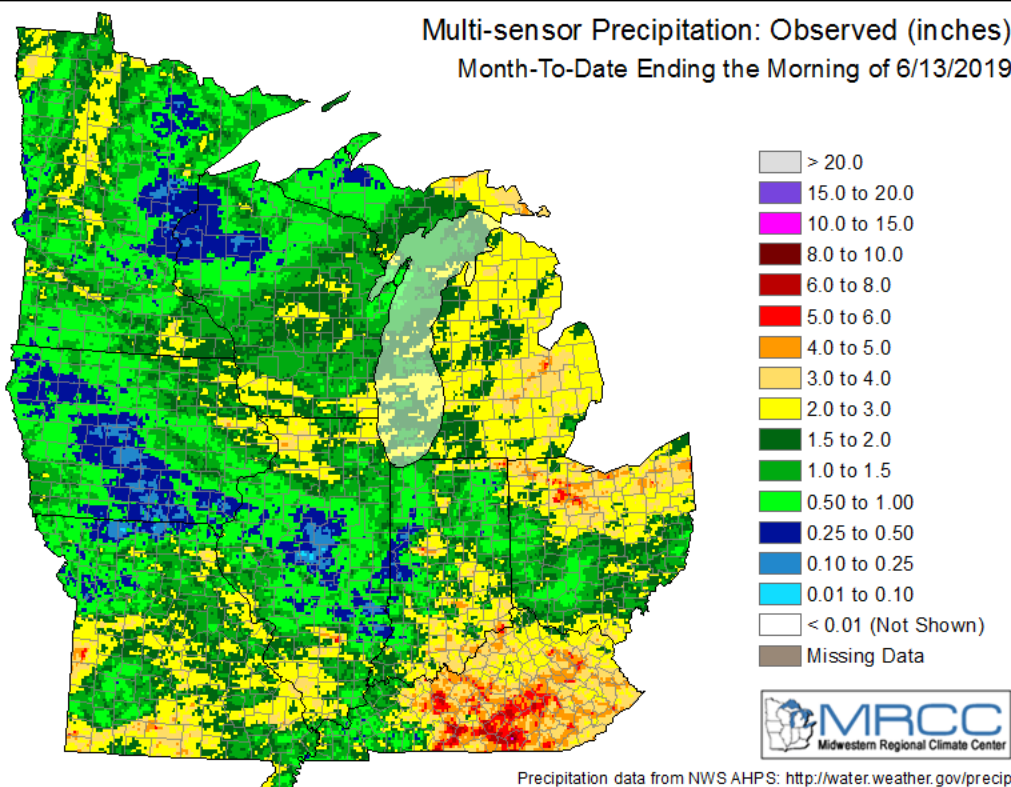 Multi-sensor Precipitation: Observed (inches)
Month-To-Date Ending the Morning of 6/13/2019
> 20.0
15.0 to 20.0
10.0 to 15.0
8.0 to 10.0
6.0 to 8.0
5.0 to 6.0
4.0 to 5.0
3.0 to 4.0
2.0 to 3.0
1.5 to 2.0
1.0 to 1.5
0.50 to 1.00
0.25 to 0.50
0.10 to 0.25
0.01 to 0.10
< 0.01 (Not Shown)
Missing Data
MRCC
Midwestern Regional Climate Center
Precipitation data from NWS AHPS: http://water.weather.gov/precip